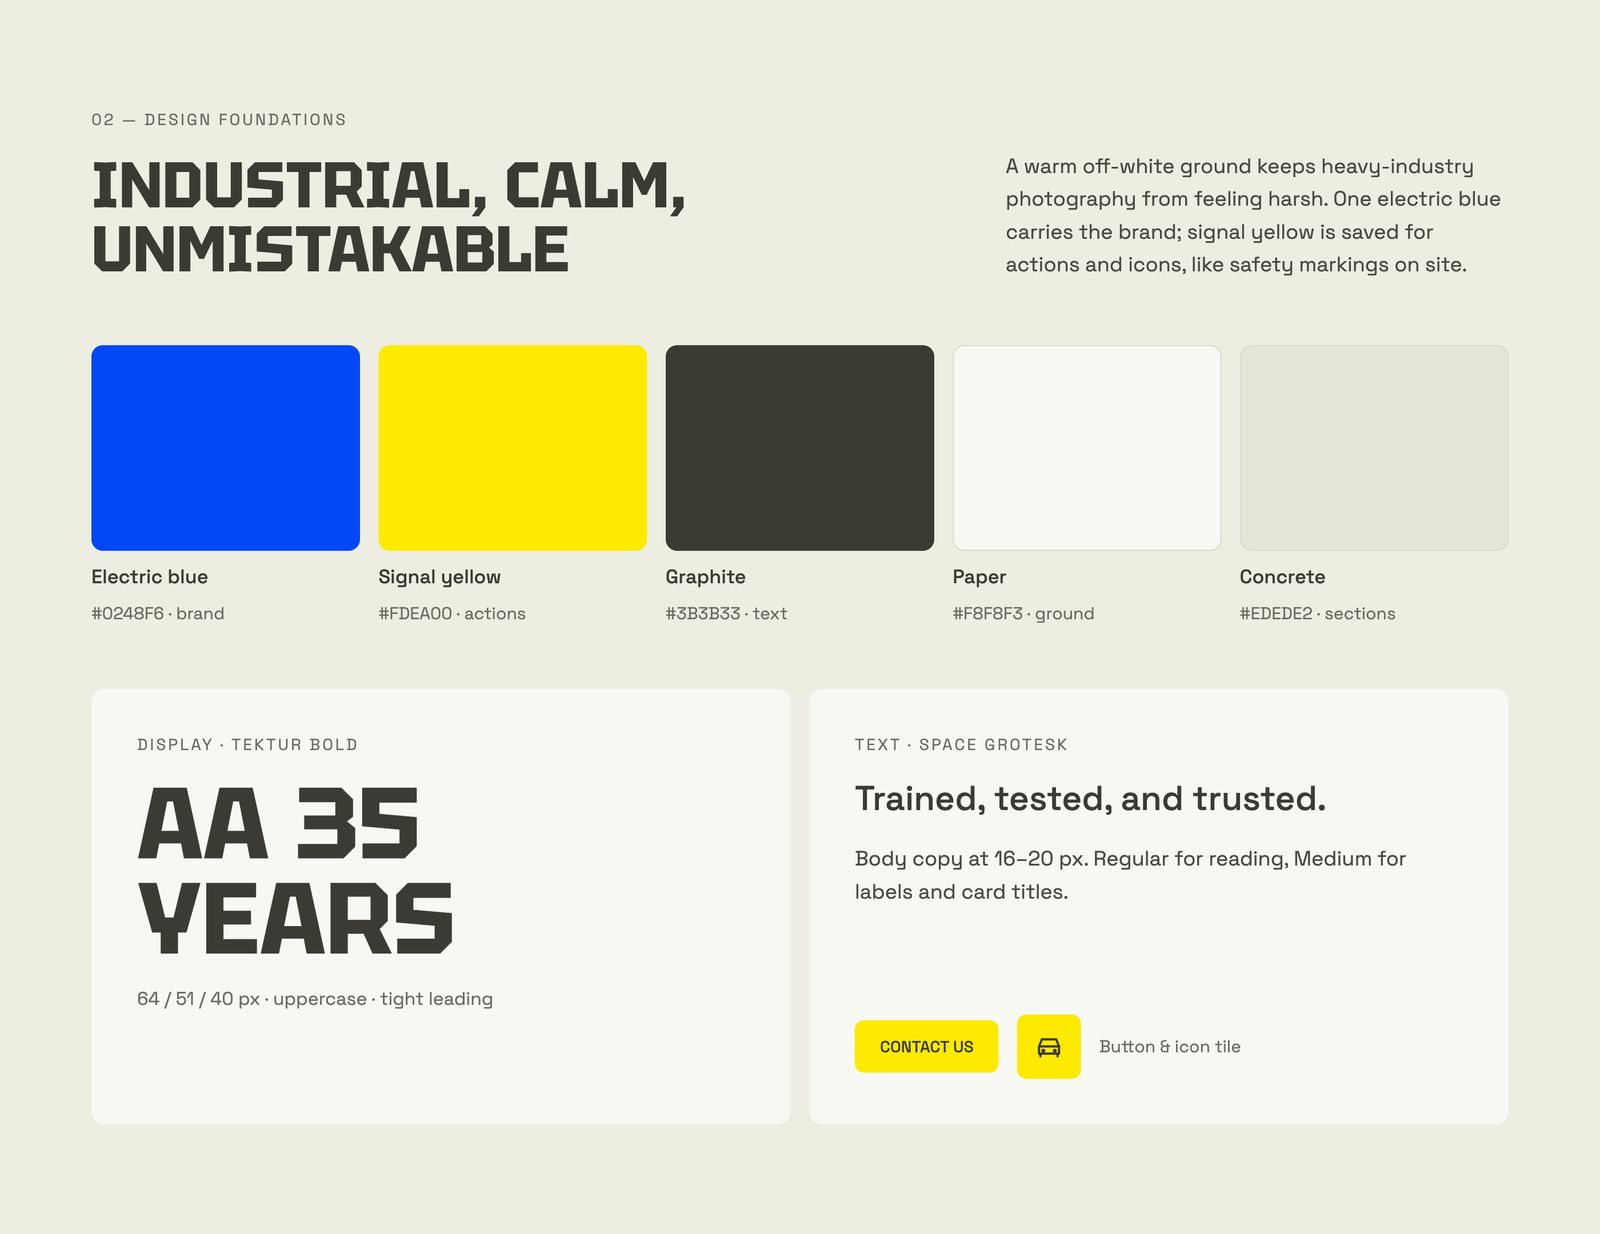 02 — DESIGN FOUNDATIONS
INDUSTRIAL, CALM,
UNMISTAKABLE
A warm off-white ground keeps heavy-industry
photography from feeling harsh. One electric blue
carries the brand; signal yellow is saved for
actions and icons, like safety markings on site.
Electric blue
#0248F6 · brand
Signal yellow
#FDEA00 · actions
Graphite
#3B3B33 · text
Paper
#F8F8F3 · ground
Concrete
#EDEDE2 · sections
DISPLAY · TEKTUR BOLD
AA 35
YEARS
64 / 51 / 40 px · uppercase · tight leading
TEXT · SPACE GROTESK
Trained, tested, and trusted.
Body copy at 16–20 px. Regular for reading, Medium for
labels and card titles.
CONTACT US
Button & icon tile